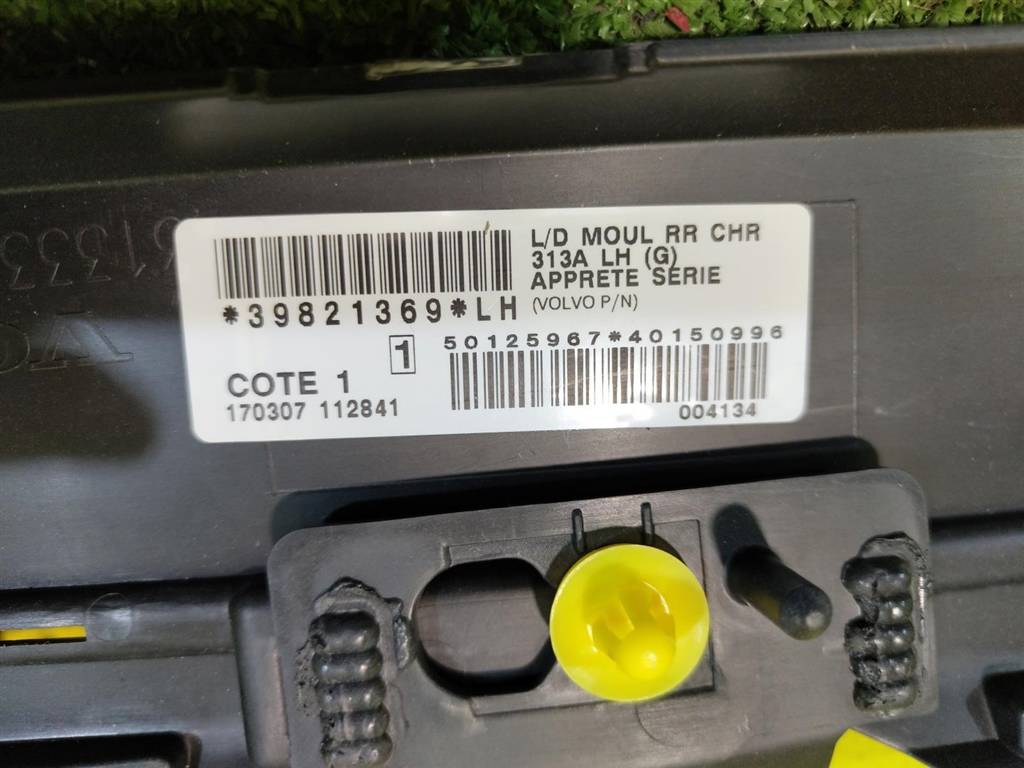 L/D MOUL RR CHR
313A LH (G)
APPRETE SERIE
(VOLVO P/N)
*39821369*LH
1
50125967*40150996
COTE 1
170307 112841
004134